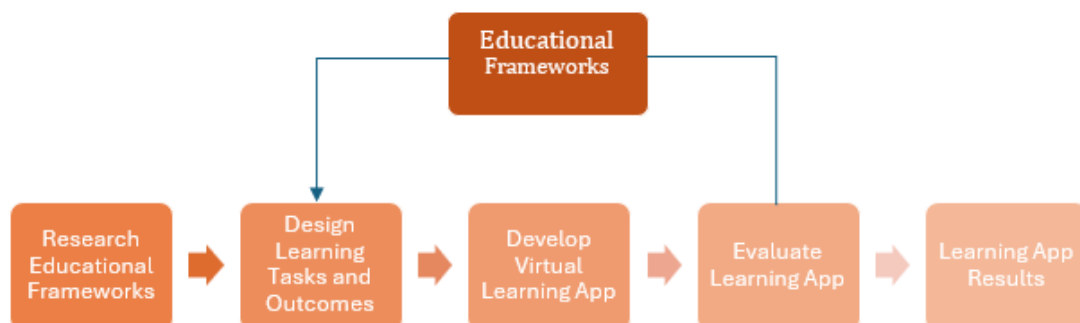 Educational
Frameworks
Research
Educational
Frameworks
Design
Learning
Tasks and
Outcomes
Develop
Virtual
Learning App
Evaluate
Learning App
Learning App
Results